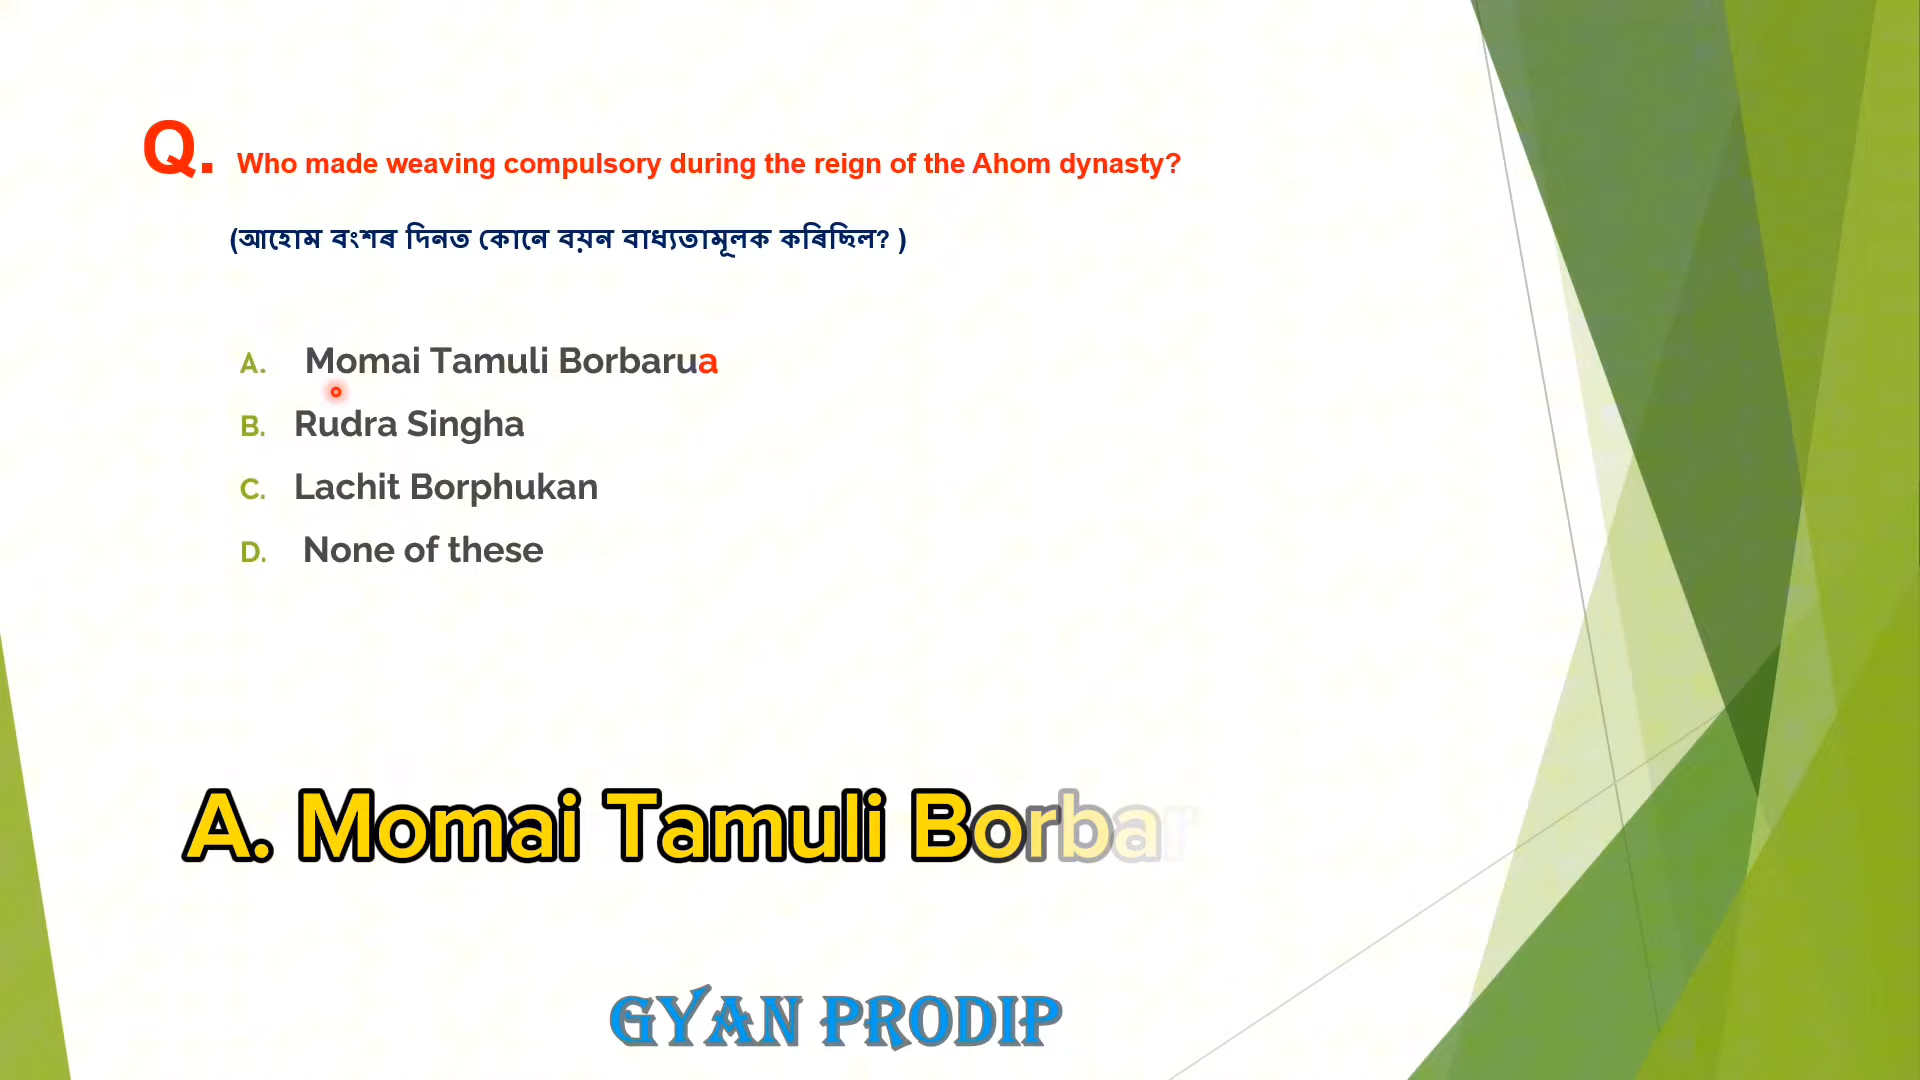 Q. Who made weaving compulsory during the reign of the Ahom dynasty?
(আহোম বংশৰ দিনত কোনে বয়ন বাধ্যতামূলক কৰিছিল? )
A. Momai Tamuli Borbarua
B. Rudra Singha
C. Lachit Borphukan
D. None of these
A. Momai Tamuli Borbar
GYAN PRODIP